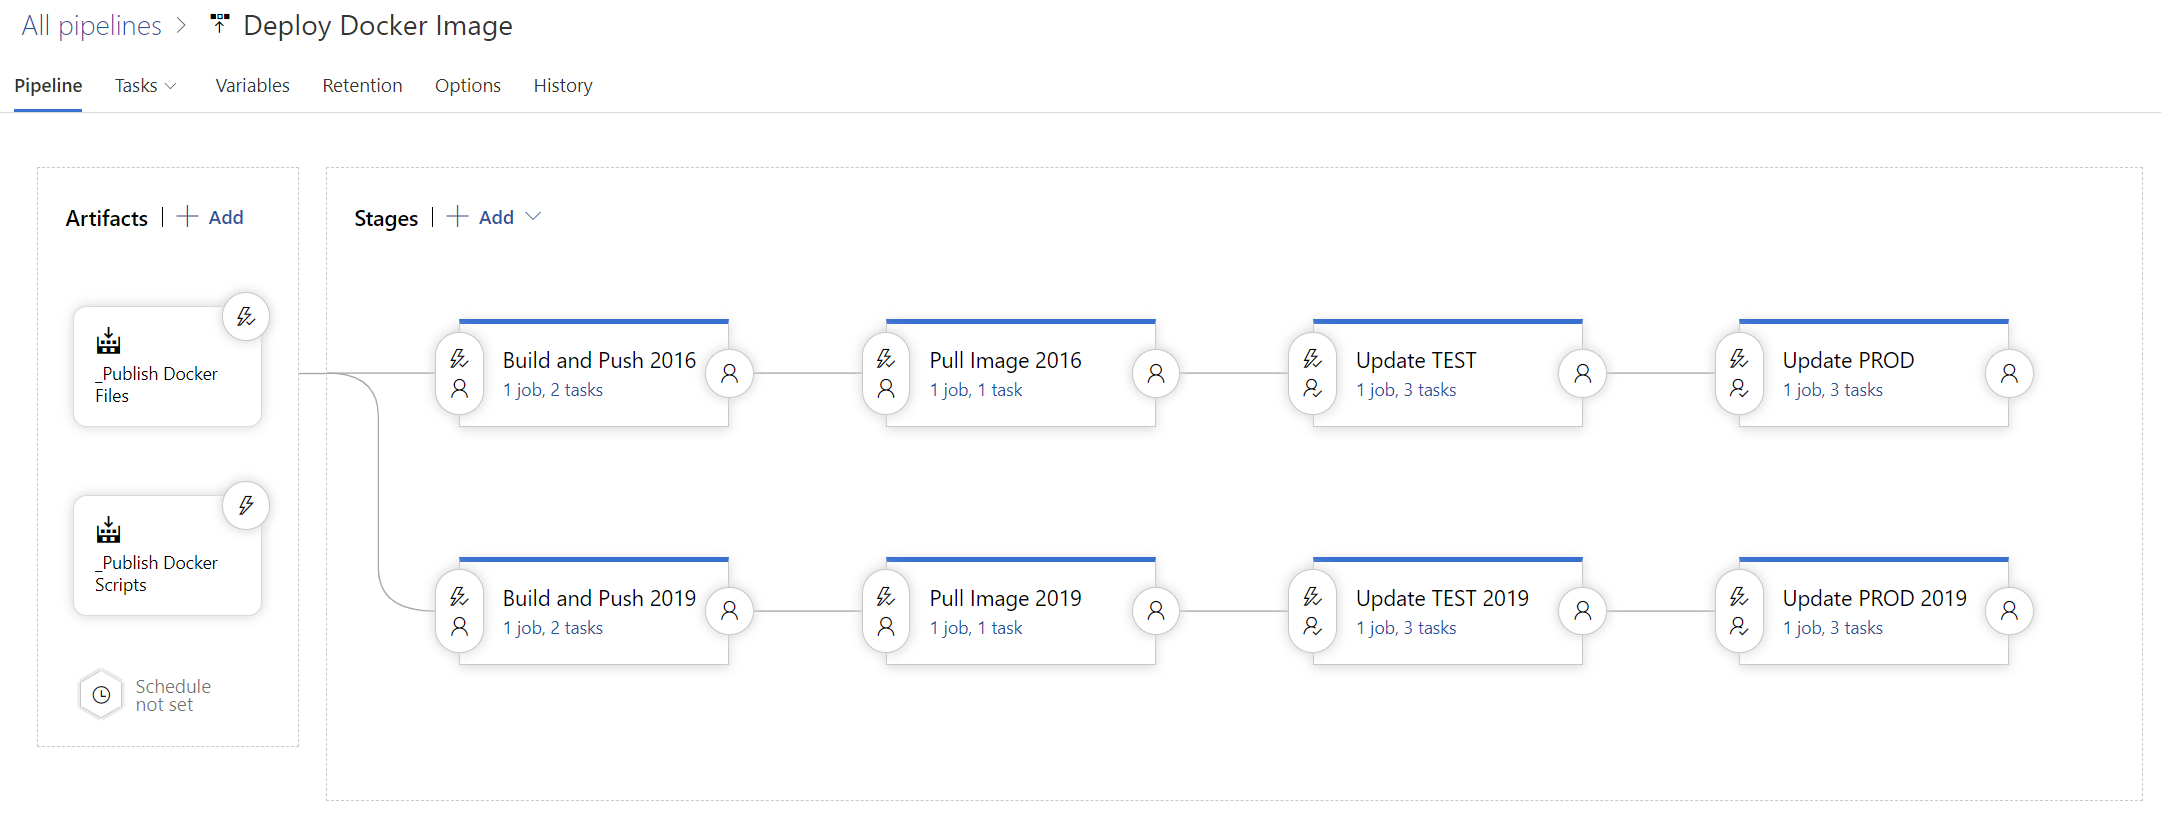 All pipelines > Deploy Docker Image
Pipeline Tasks Variables Retention Options History
Artifacts | + Add
Stages | + Add
_Publish Docker
Files
Build and Push 2016
1 job, 2 tasks
Pull Image 2016
1 job, 1 task
Update TEST
1 job, 3 tasks
Update PROD
1 job, 3 tasks
_Publish Docker
Scripts
Build and Push 2019
1 job, 2 tasks
Pull Image 2019
1 job, 1 task
Update TEST 2019
1 job, 3 tasks
Update PROD 2019
1 job, 3 tasks
Schedule
not set